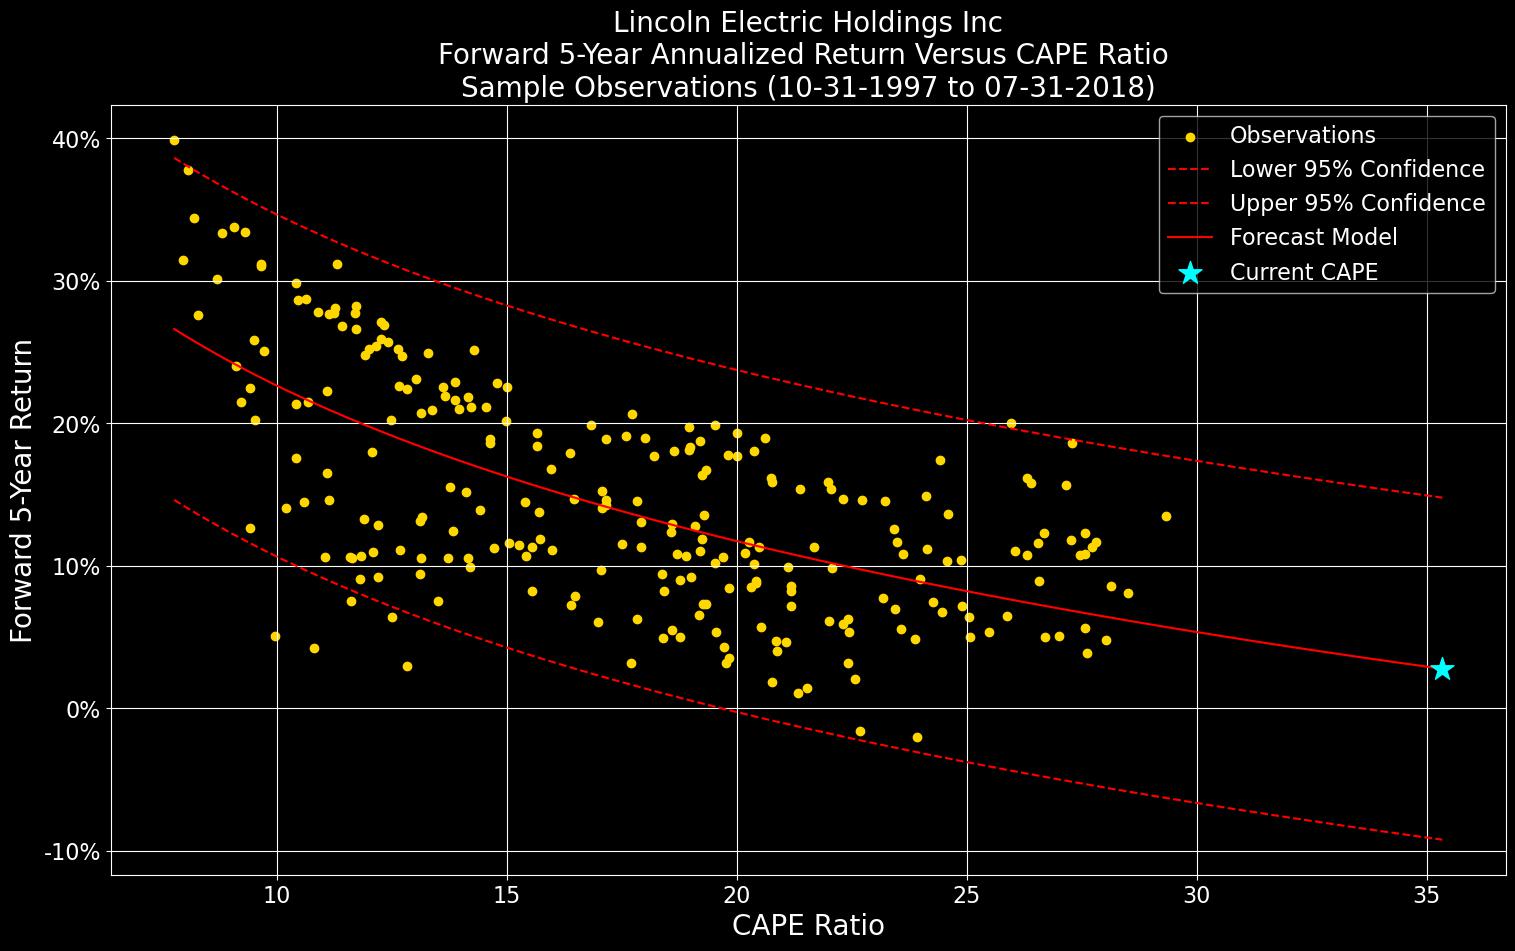 Lincoln Electric Holdings Inc
Forward 5-Year Annualized Return Versus CAPE Ratio
Sample Observations (10-31-1997 to 07-31-2018)
Observations
Lower 95% Confidence
Upper 95% Confidence
Forecast Model
Current CAPE
Forward 5-Year Return
40%
30%
20%
10%
0%
-10%
10 15 20 25 30 35
CAPE Ratio